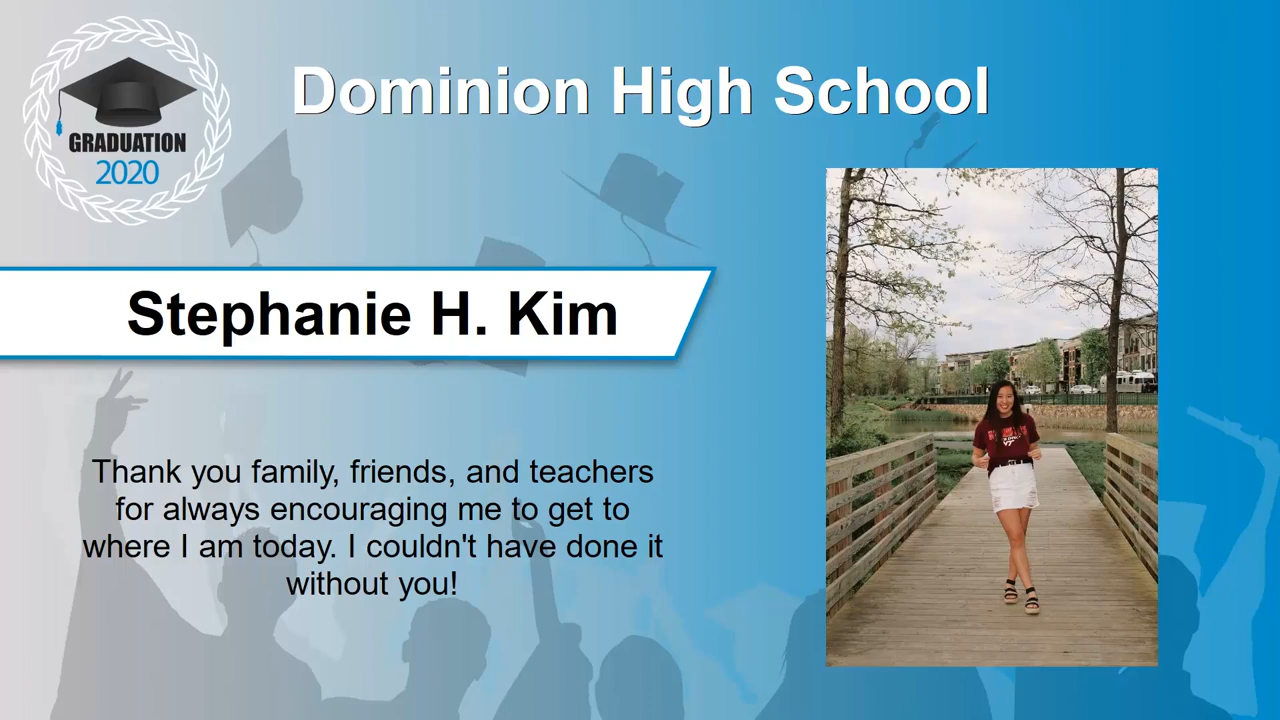 Dominion High School
GRADUATION
2020
Stephanie H. Kim
Thank you family, friends, and teachers
for always encouraging me to get to
where I am today. I couldn't have done it
without you!